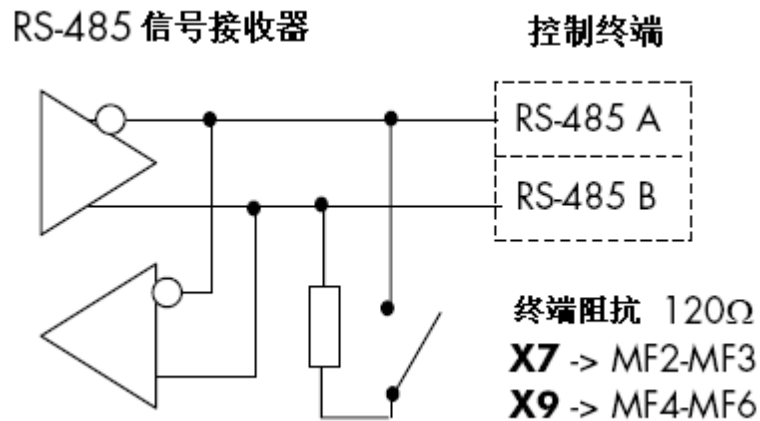 RS-485 信号接收器
控制终端
RS-485 A
RS-485 B
终端阻抗 120Ω
X7 -> MF2-MF3
X9 -> MF4-MF6